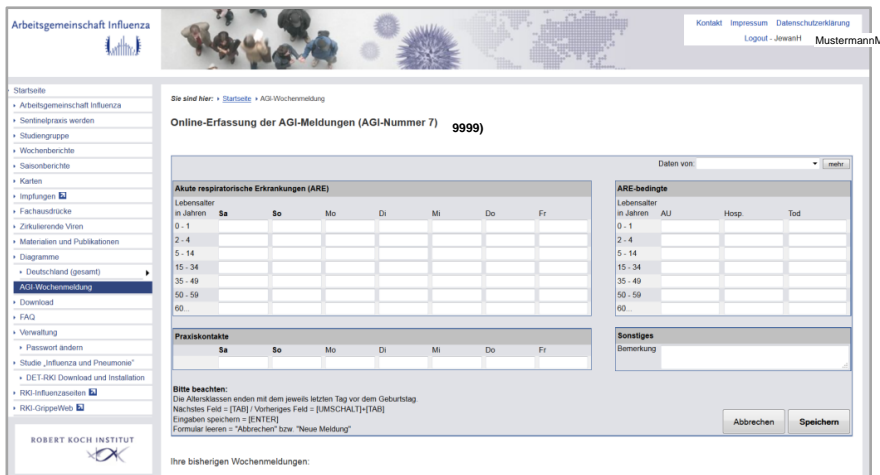 Arbeitsgemeinschaft Influenza
Kontakt Impressum Datenschutzerklärung
Logout - JewanH MustermannM
Startseite
Arbeitsgemeinschaft Influenza
Sentinelpraxis werden
Studiengruppe
Wochenberichte
Saisonberichte
Karten
Impfungen
Fachausdrücke
Zirkulierende Viren
Materialien und Publikationen
Diagramme
Deutschland (gesamt)
AGI-Wochenmeldung
Download
FAQ
Verwaltung
Passwort ändern
Studie „Influenza und Pneumonie"
DET-RKI Download und Installation
RKI-Influenzaseiten
RKI-GrippeWeb
ROBERT KOCH INSTITUT
Sie sind hier: Startseite AGI-Wochenmeldung
Online-Erfassung der AGI-Meldungen (AGI-Nummer 7) 9999)
Daten von: mehr
Akute respiratorische Erkrankungen (ARE)
Lebensalter
in Jahren Sa So Mo Di Mi Do Fr
0 - 1
2 - 4
5 - 14
15 - 34
35 - 49
50 - 59
60...
ARE-bedingte
Lebensalter
in Jahren AU Hosp. Tod
0 - 1
2 - 4
5 - 14
15 - 34
35 - 49
50 - 59
60...
Praxiskontakte
Sa So Mo Di Mi Do Fr
Sonstiges
Bemerkung
Bitte beachten:
Die Altersklassen enden mit dem jeweils letzten Tag vor dem Geburtstag.
Nächstes Feld = [TAB] / Vorheriges Feld = [UMSCHALT]+[TAB]
Eingaben speichern = [ENTER]
Formular leeren = "Abbrechen" bzw. "Neue Meldung"
Abbrechen Speichern
Ihre bisherigen Wochenmeldungen: